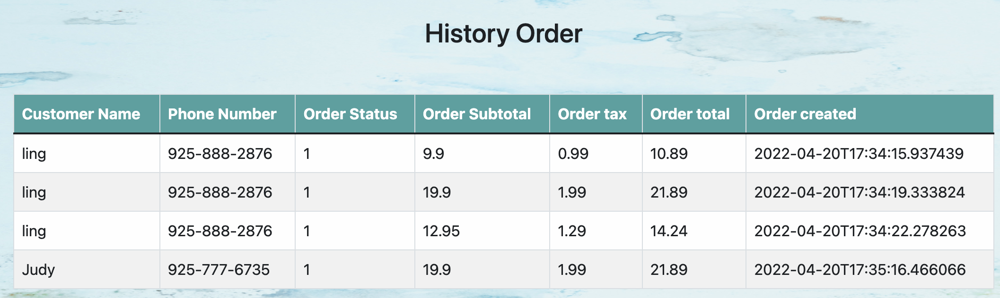 History Order
Customer Name Phone Number Order Status Order Subtotal Order tax Order total Order created
ling 925-888-2876 1 9.9 0.99 10.89 2022-04-20T17:34:15.937439
ling 925-888-2876 1 19.9 1.99 21.89 2022-04-20T17:34:19.333824
ling 925-888-2876 1 12.95 1.29 14.24 2022-04-20T17:34:22.278263
Judy 925-777-6735 1 19.9 1.99 21.89 2022-04-20T17:35:16.466066